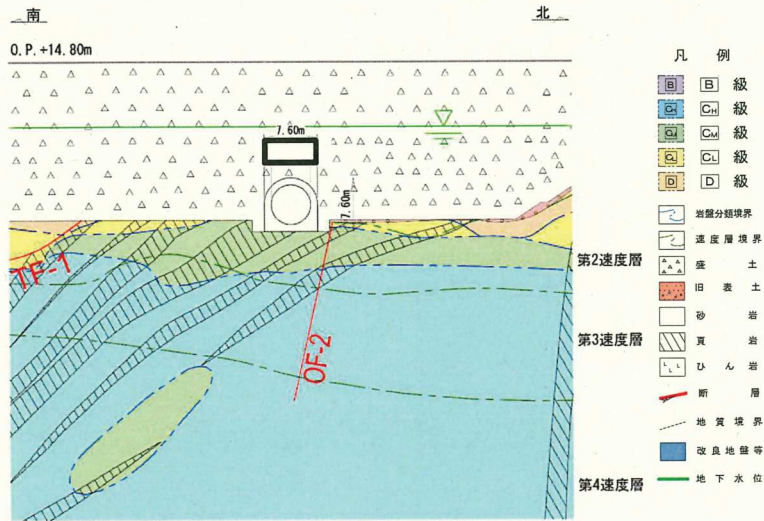 南
北
O.P.+14.80m
7.60m
7.60m
TF-1
OF-2
第2速度層
第3速度層
第4速度層
凡 例
B B 級
CH CH 級
CM CM 級
CL CL 級
D D 級
岩盤分類境界
速度層境界
盛 土
旧 表 土
砂 岩
頁 岩
ひ ん 岩
断 層
地 質 境 界
改良地盤等
地 下 水 位